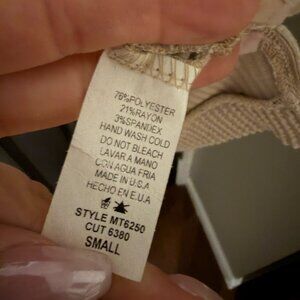 76%POLYESTER
21%RAYON
3%SPANDEX
HAND WASH COLD
DO NOT BLEACH
LAVAR A MANO
CON AGUA FRIA
MADE IN U.S.A
HECHO EN E.U.A
STYLE MT6250
CUT 6380
SMALL